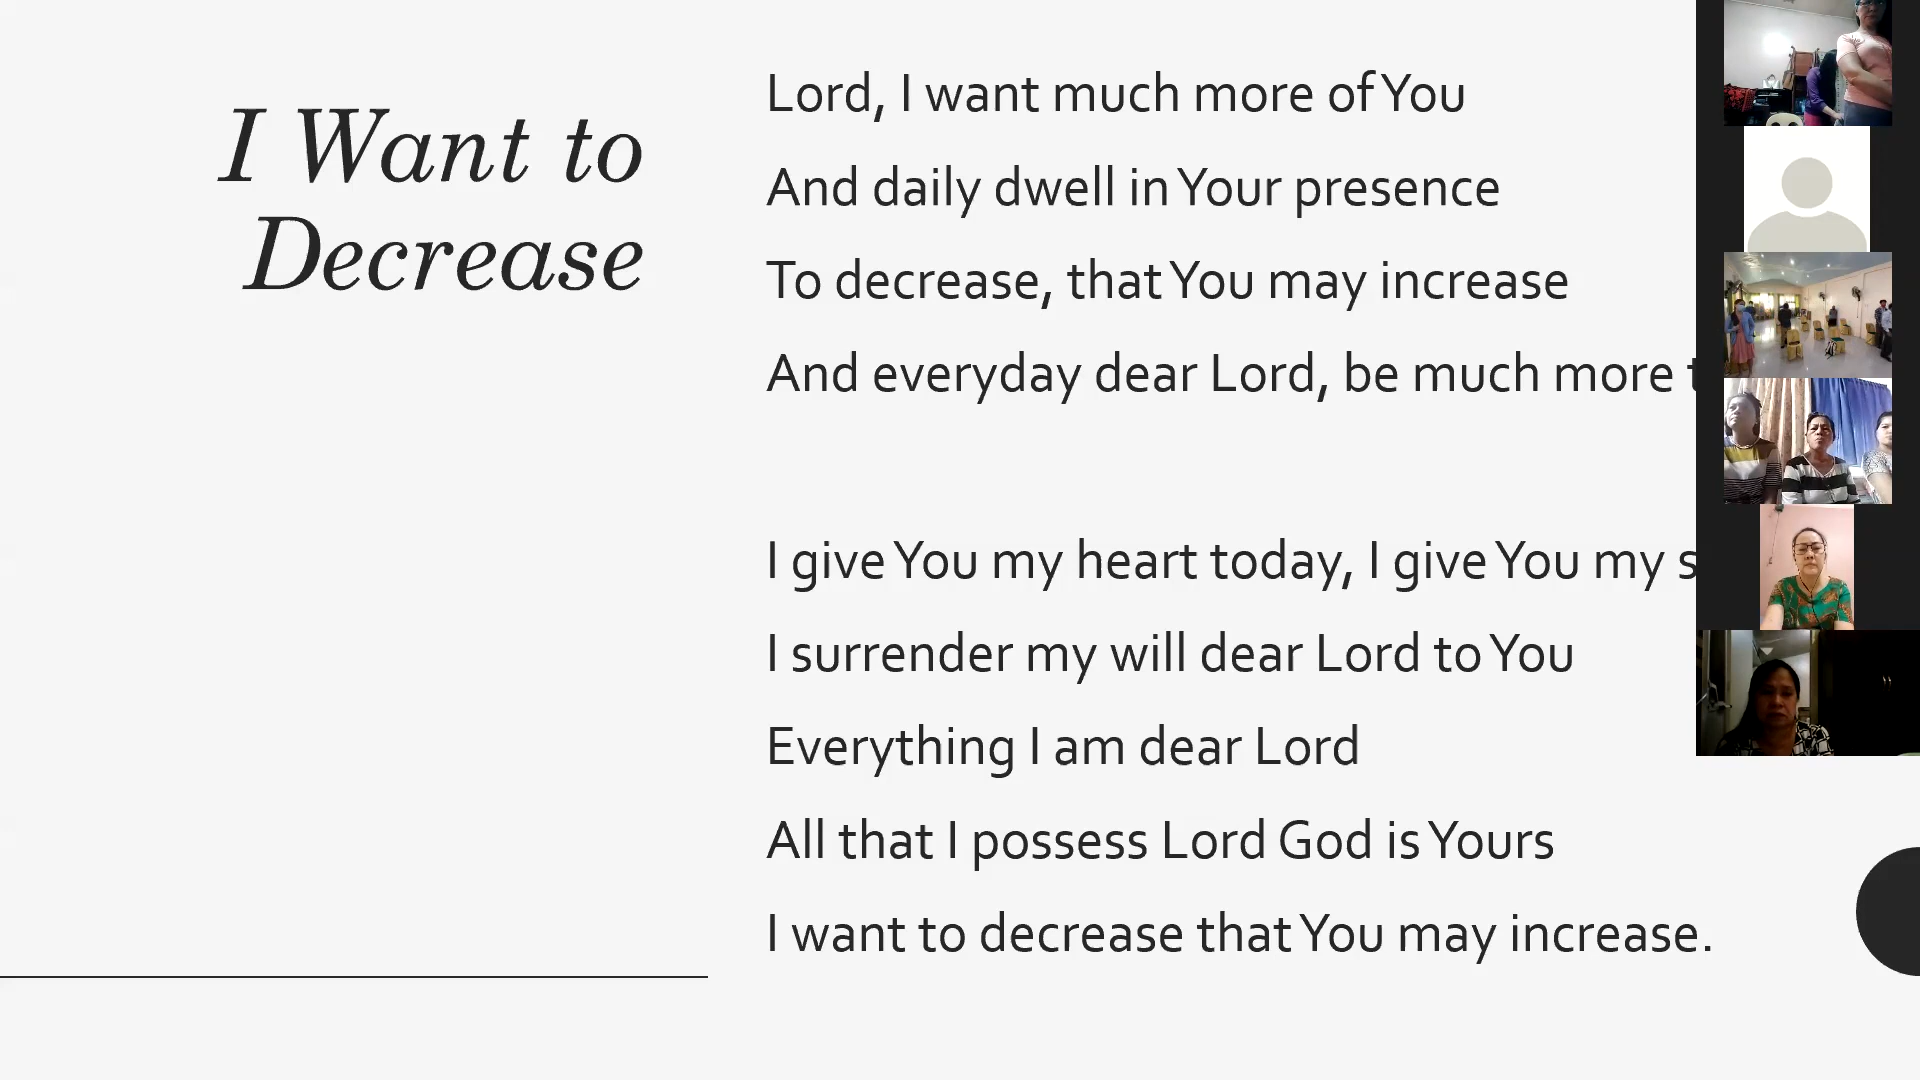 I Want to
Decrease
Lord, I want much more of You
And daily dwell in Your presence
To decrease, that You may increase
And everyday dear Lord, be much more
I give You my heart today, I give You my
I surrender my will dear Lord to You
Everything I am dear Lord
All that I possess Lord God is Yours
I want to decrease that You may increase.